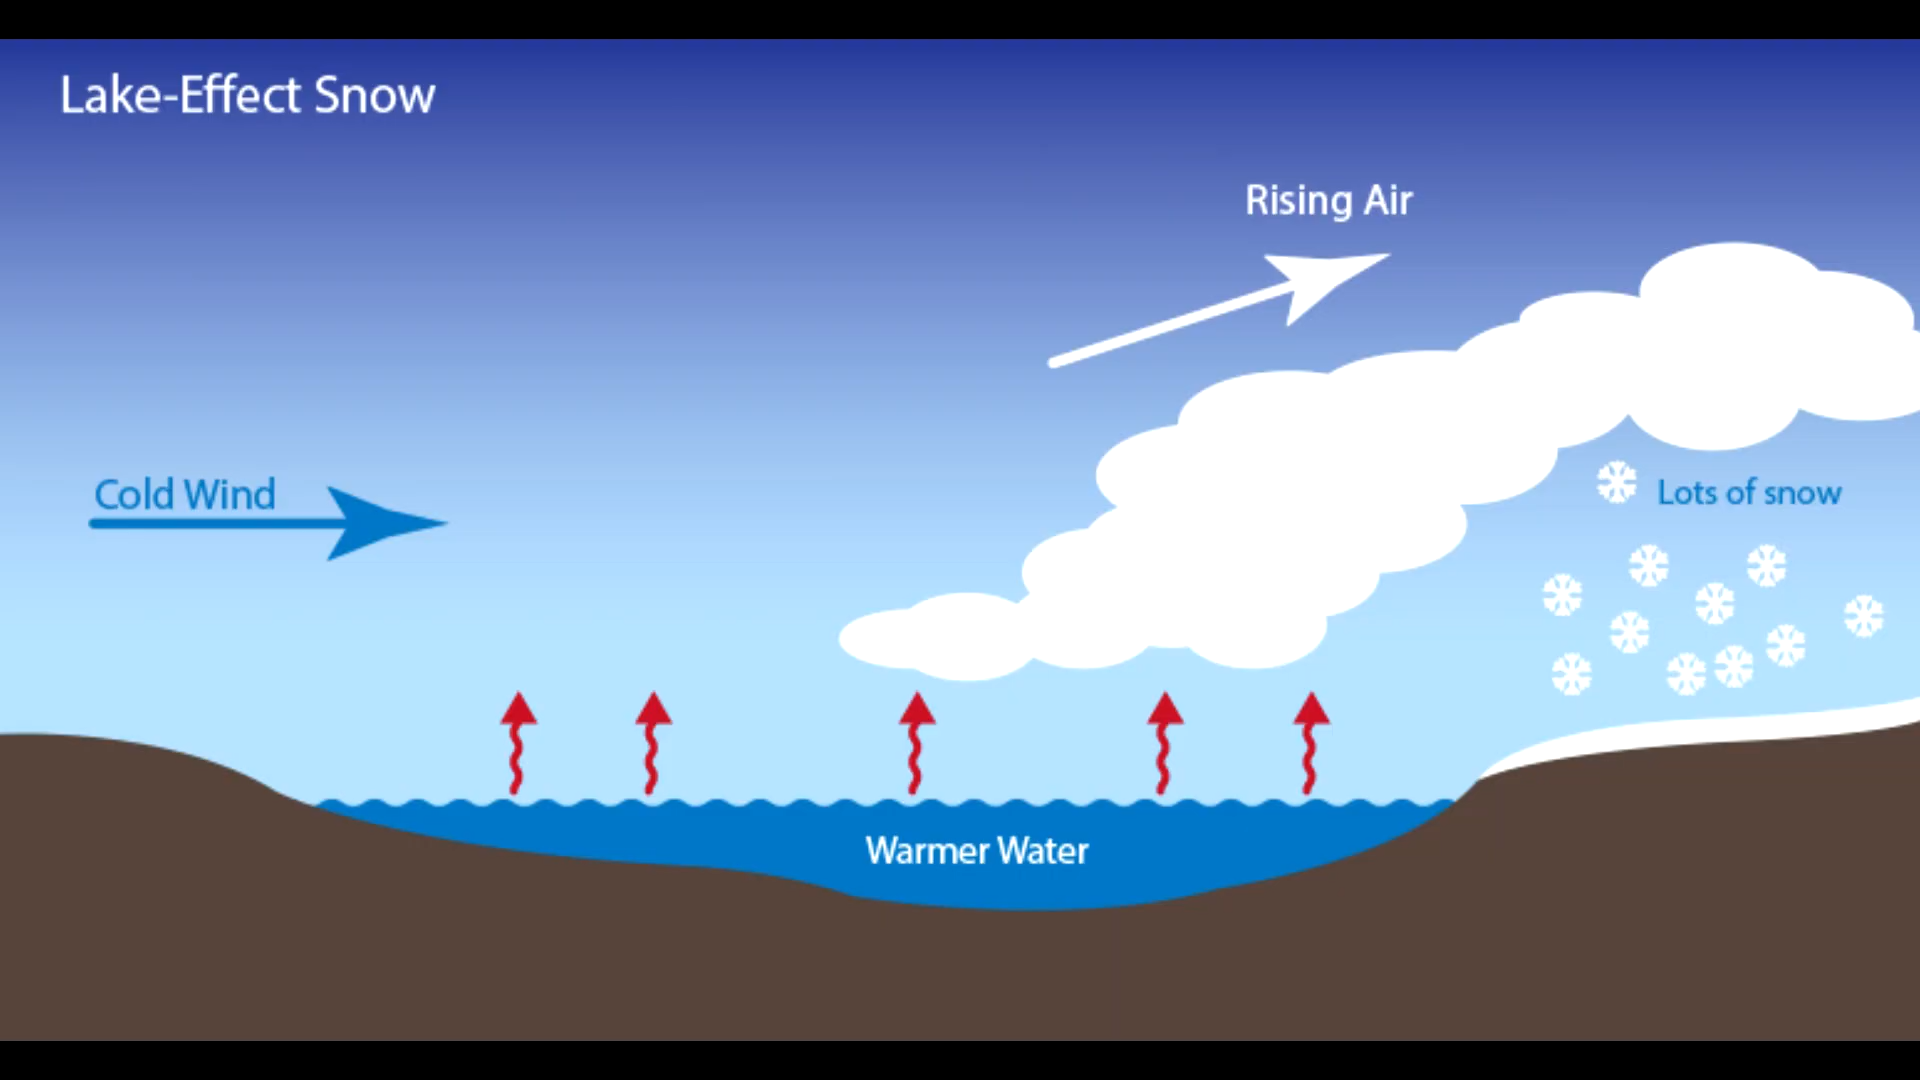 Lake-Effect Snow
Rising Air
Cold Wind
Lots of snow
Warmer Water